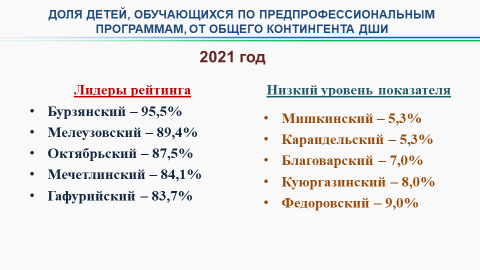 ДОЛЯ ДЕТЕЙ, ОБУЧАЮЩИХСЯ ПО ПРЕДПРОФЕССИОНАЛЬНЫМ
ПРОГРАММАМ, ОТ ОБЩЕГО КОНТИНГЕНТА ДШИ
2021 год
Лидеры рейтинга
• Бурзянский – 95,5%
• Мелеузовский – 89,4%
• Октябрьский – 87,5%
• Мечетлинский – 84,1%
• Гафурийский – 83,7%
Низкий уровень показателя
• Мишкинский – 5,3%
• Караидельский – 5,3%
• Благоварский – 7,0%
• Куюргазинский – 8,0%
• Федоровский – 9,0%